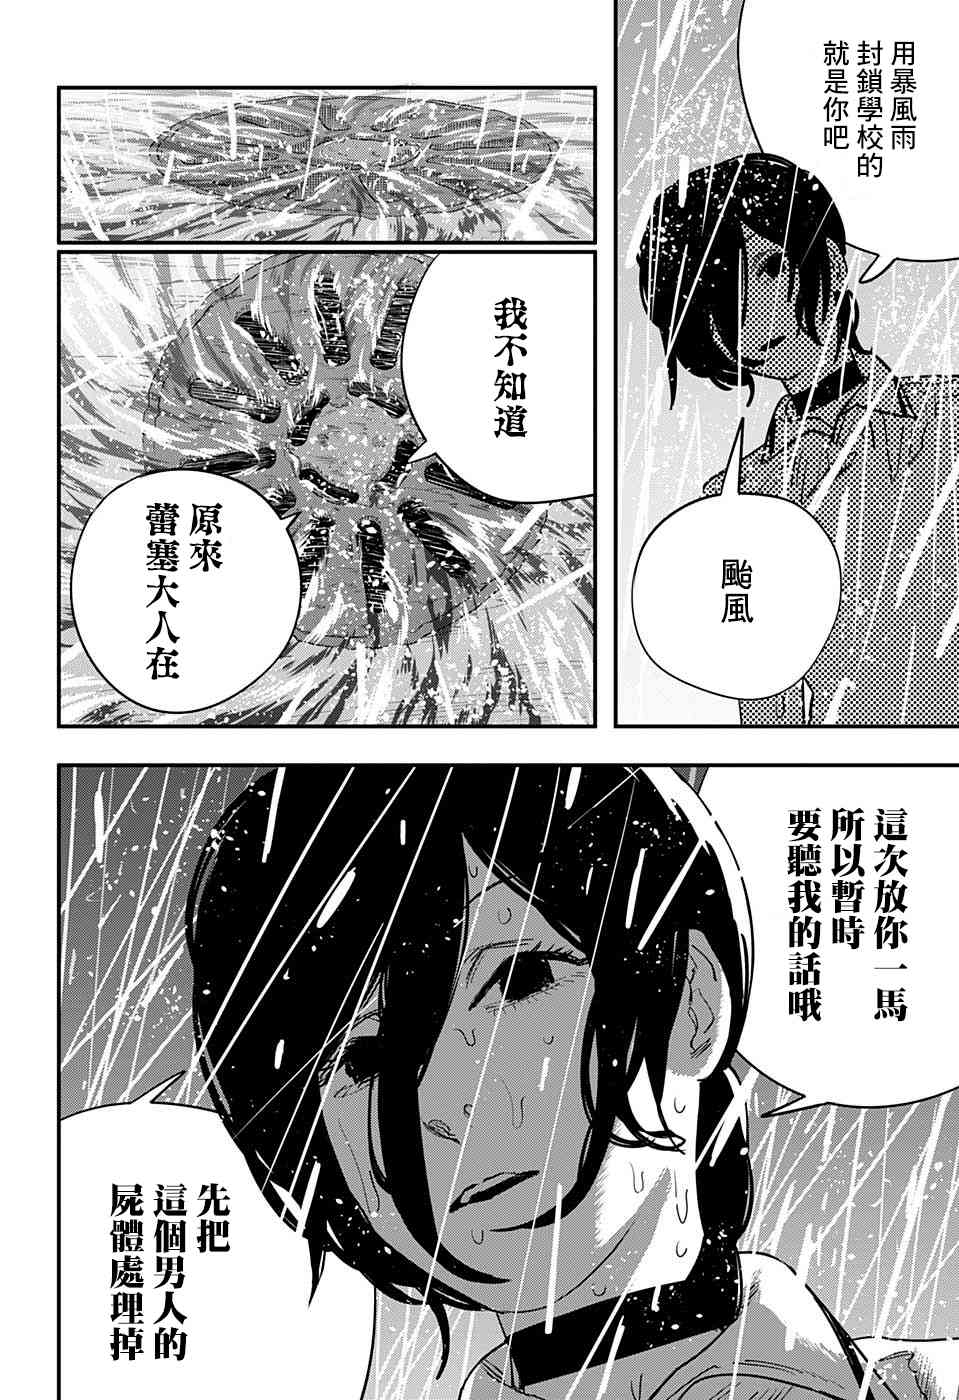 用暴風雨
封鎖學校的
就是你吧
颱風
我不知道
原來
蕾塞大人在
這次放你一馬
所以暫時
要聽我的話哦
先把
這個男人的
屍體處理掉